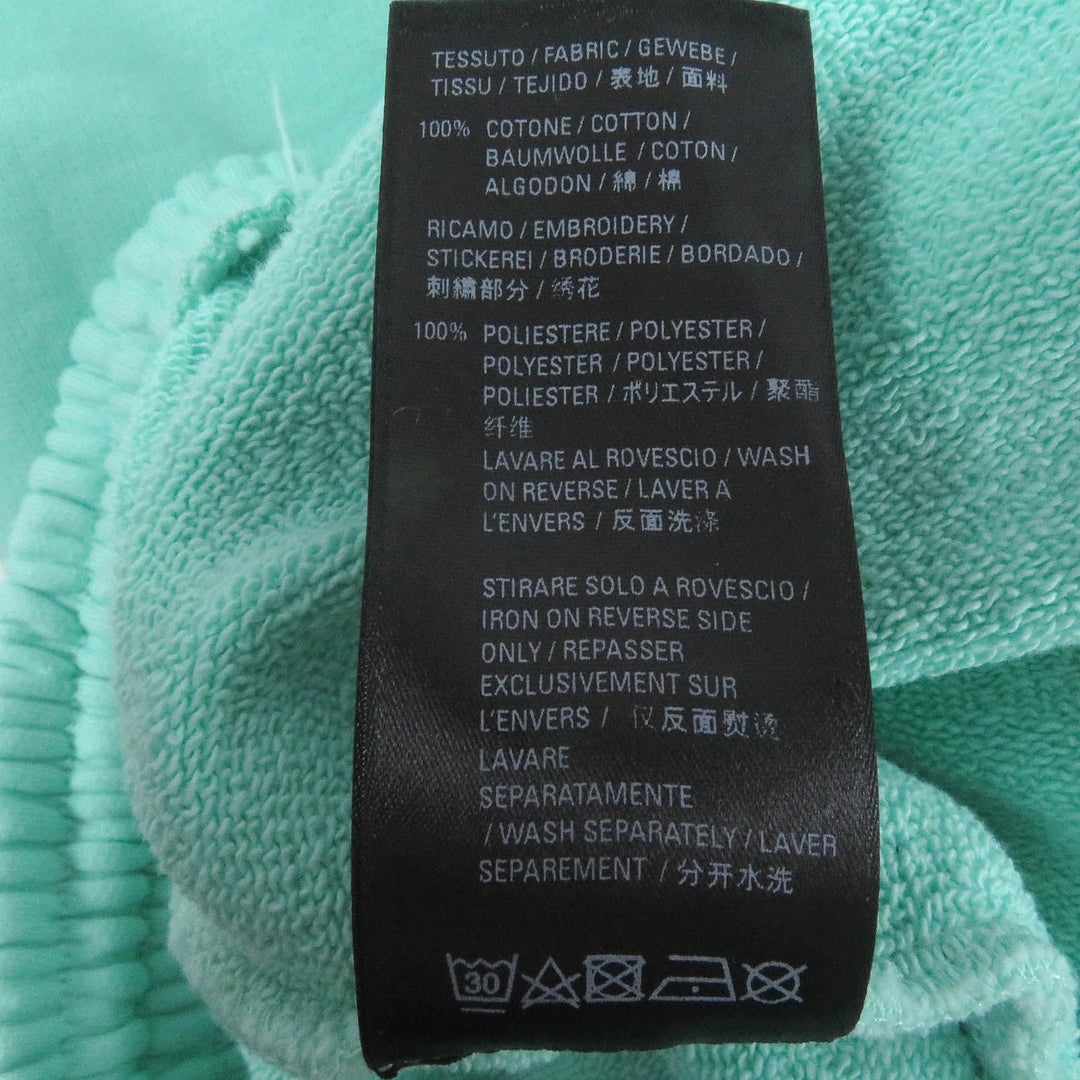 TESSUTO / FABRIC / GEWEBE /
TISSU / TEJIDO / 表地 / 面料
100% COTONE / COTTON /
BAUMWOLLE / COTON /
ALGODON / 綿 / 棉
RICAMO / EMBROIDERY /
STICKEREI / BRODERIE / BORDADO /
刺繍部分 / 绣花
100% POLIESTERE / POLYESTER /
POLYESTER / POLYESTER /
POLIESTER / ポリエステル / 聚酯
纤维
LAVARE AL ROVESCIO / WASH
ON REVERSE / LAVER A
L'ENVERS / 反面洗涤
STIRARE SOLO A ROVESCIO /
IRON ON REVERSE SIDE
ONLY / REPASSER
EXCLUSIVEMENT SUR
L'ENVERS / 仅反面熨烫
LAVARE
SEPARATAMENTE
/ WASH SEPARATELY / LAVER
SEPAREMENT / 分开水洗
30